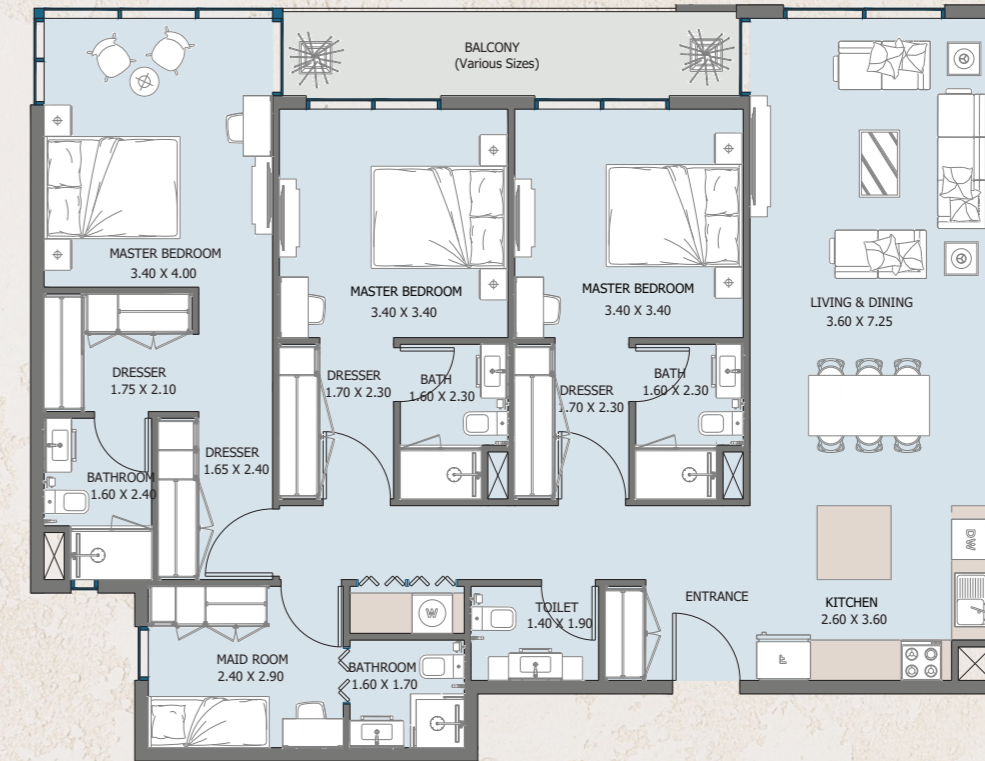 BALCONY
(Various Sizes)
MASTER BEDROOM
3.40 X 4.00
MASTER BEDROOM
3.40 X 3.40
MASTER BEDROOM
3.40 X 3.40
LIVING & DINING
3.60 X 7.25
DRESSER
1.75 X 2.10
DRESSER
1.70 X 2.30
BATH
1.60 X 2.30
DRESSER
1.70 X 2.30
BATH
1.60 X 2.30
DRESSER
1.65 X 2.40
BATHROOM
1.60 X 2.40
DW
ENTRANCE
KITCHEN
2.60 X 3.60
W
TOILET
1.40 X 1.90
MAID ROOM
2.40 X 2.90
BATHROOM
1.60 X 1.70
F